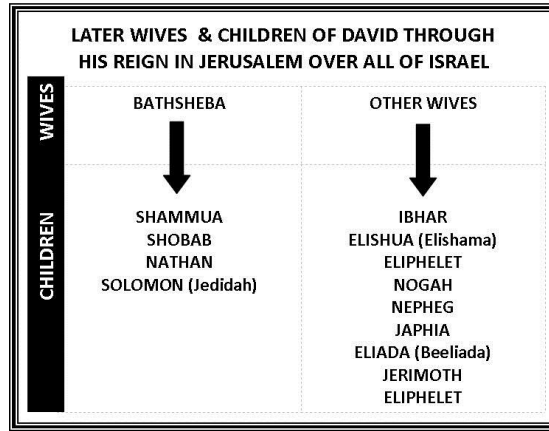 LATER WIVES & CHILDREN OF DAVID THROUGH
HIS REIGN IN JERUSALEM OVER ALL OF ISRAEL
WIVES
BATHSHEBA
OTHER WIVES
CHILDREN
SHAMMUA
SHOBAB
NATHAN
SOLOMON (Jedidah)
IBHAR
ELISHUA (Elishama)
ELIPHELET
NOGAH
NEPHEG
JAPHIA
ELIADA (Beeliada)
JERIMOTH
ELIPHELET